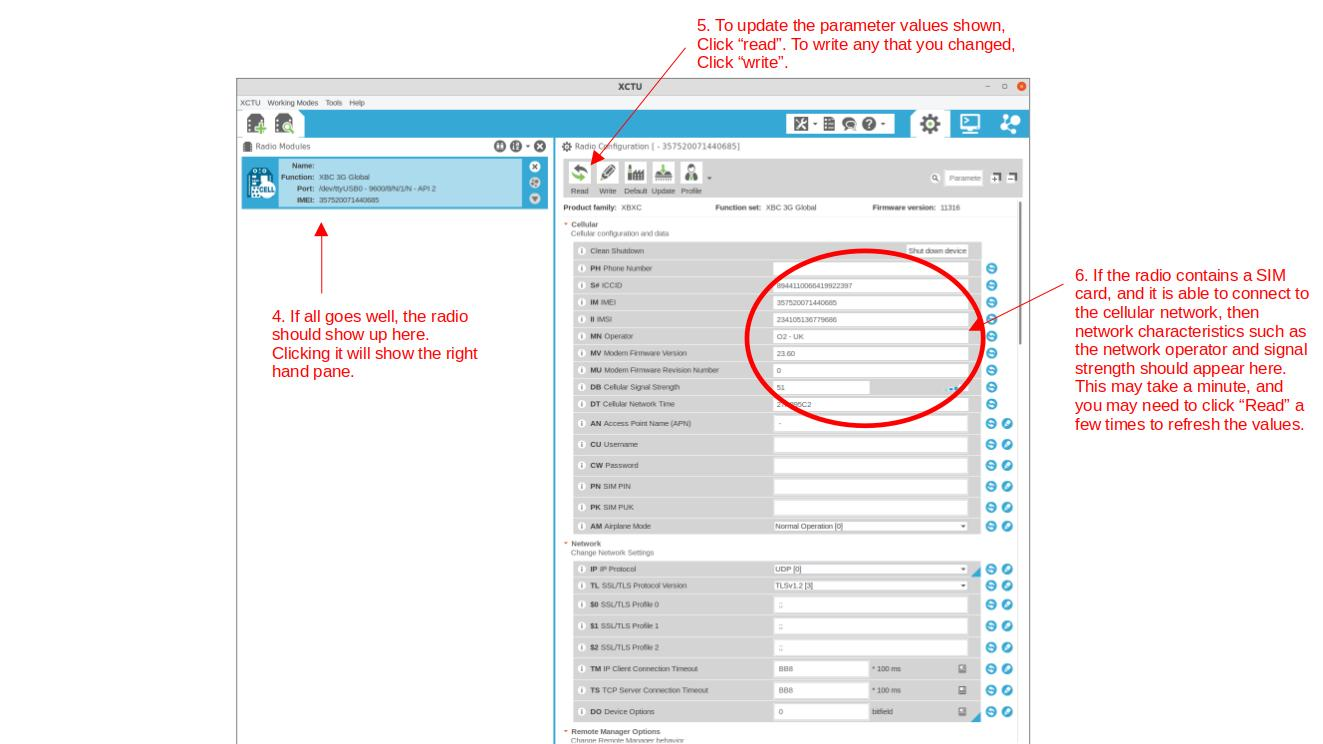 5. To update the parameter values shown,
Click “read”. To write any that you changed,
Click “write”.
XCTU
XCTU Working Modes Tools Help
Radio Modules
Name:
Function: XBC 3G Global
Port: /dev/ttyUSB0 - 9600/8/N/1/N - API 2
IMEI: 357520071440685
CELL
4. If all goes well, the radio
should show up here.
Clicking it will show the right
hand pane.
Radio Configuration [ - 357520071440685]
Read Write Default Update Profile
Paramete
Product family: XBXC Function set: XBC 3G Global Firmware version: 11316
Cellular
Cellular configuration and data
Clean Shutdown Shut down device
PH Phone Number
S# ICCID 8944110066419922397
IM IMEI 357520071440685
II IMSI 234105136779686
MN Operator O2 - UK
MV Modem Firmware Version 23.60
MU Modem Firmware Revision Number 0
DB Cellular Signal Strength 51
DT Cellular Network Time
AN Access Point Name (APN) -
CU Username
CW Password
PN SIM PIN
PK SIM PUK
AM Airplane Mode Normal Operation [0]
Network
Change Network Settings
IP IP Protocol UDP [0]
TL SSL/TLS Protocol Version TLSv1.2 [3]
$0 SSL/TLS Profile 0 ;;
$1 SSL/TLS Profile 1 ;;
$2 SSL/TLS Profile 2 ;;
TM IP Client Connection Timeout BB8 * 100 ms
TS TCP Server Connection Timeout BB8 * 100 ms
DO Device Options 0 bitfield
Remote Manager Options
Change Remote Manager behavior
6. If the radio contains a SIM
card, and it is able to connect to
the cellular network, then
network characteristics such as
the network operator and signal
strength should appear here.
This may take a minute, and
you may need to click “Read” a
few times to refresh the values.